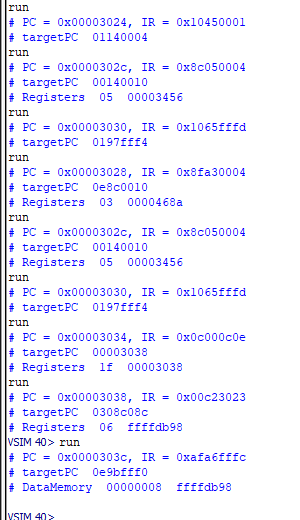 run
# PC = 0x00003024, IR = 0x10450001
# targetPC  01140004
run
# PC = 0x0000302c, IR = 0x8c050004
# targetPC  00140010
# Registers  05  00003456
run
# PC = 0x00003030, IR = 0x1065fffd
# targetPC  0197fff4
run
# PC = 0x00003028, IR = 0x8fa30004
# targetPC  0e8c0010
# Registers  03  0000468a
run
# PC = 0x0000302c, IR = 0x8c050004
# targetPC  00140010
# Registers  05  00003456
run
# PC = 0x00003030, IR = 0x1065fffd
# targetPC  0197fff4
run
# PC = 0x00003034, IR = 0x0c000c0e
# targetPC  00003038
# Registers  1f  00003038
run
# PC = 0x00003038, IR = 0x00c23023
# targetPC  0308c08c
# Registers  06  ffffdb98
VSIM 40> run
# PC = 0x0000303c, IR = 0xafa6fffc
# targetPC  0e9bfff0
# DataMemory  00000008  ffffdb98
VSIM 40>